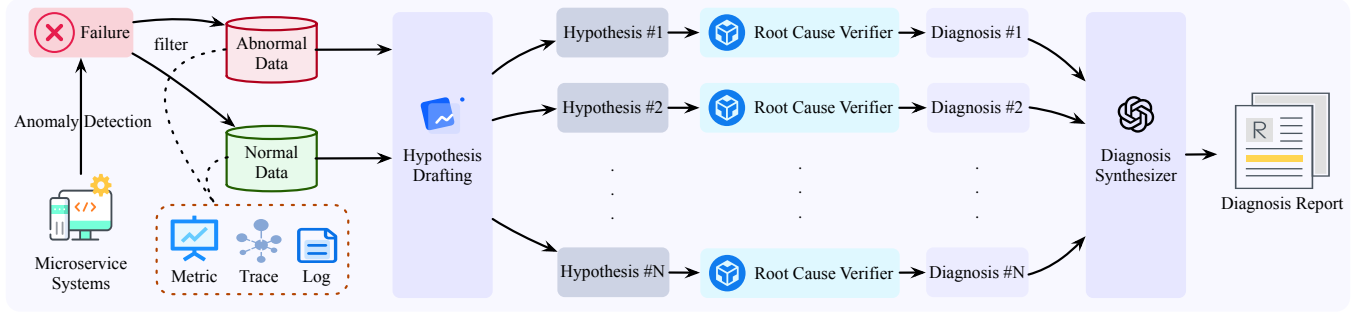 Failure
filter
Abnormal
Data
Anomaly Detection
Normal
Data
Microservice
Systems
Metric
Trace
Log
Hypothesis
Drafting
Hypothesis #1
Root Cause Verifier
Diagnosis #1
Hypothesis #2
Root Cause Verifier
Diagnosis #2
Hypothesis #N
Root Cause Verifier
Diagnosis #N
Diagnosis
Synthesizer
R
Diagnosis Report